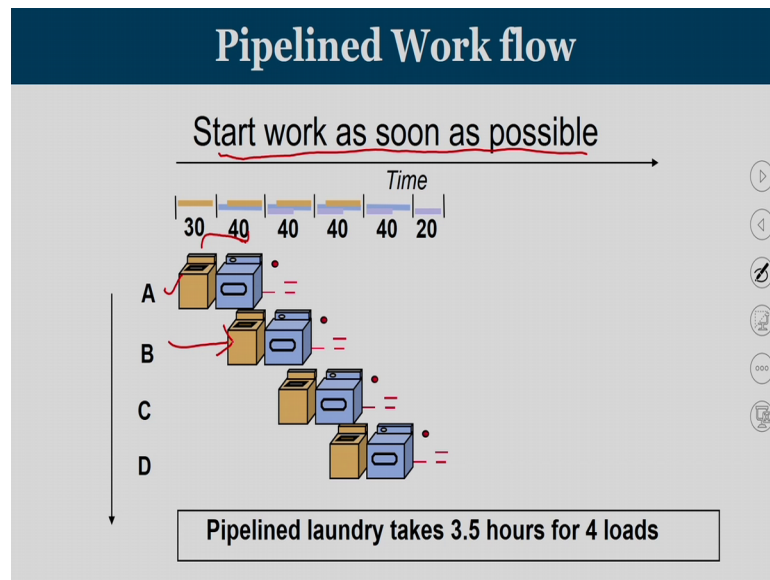 Pipelined Work flow
Start work as soon as possible
Time
30 40 40 40 40 20
A
B
C
D
Pipelined laundry takes 3.5 hours for 4 loads